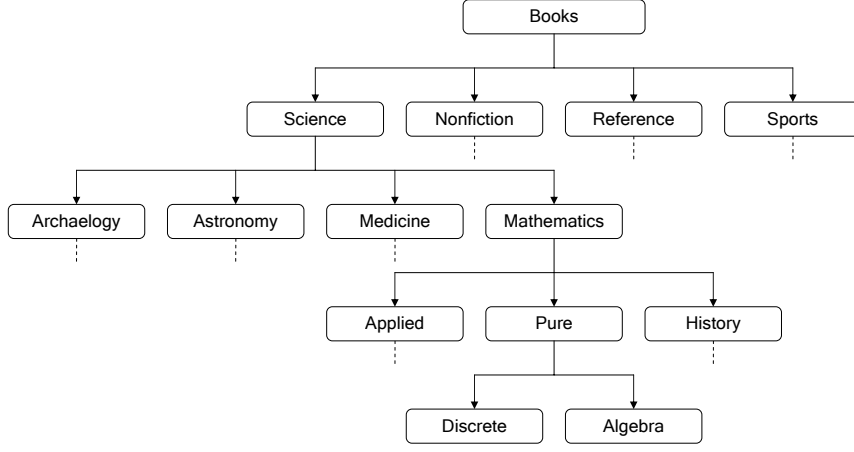 Books
Science
Nonfiction
Reference
Sports
Archaelogy
Astronomy
Medicine
Mathematics
Applied
Pure
History
Discrete
Algebra